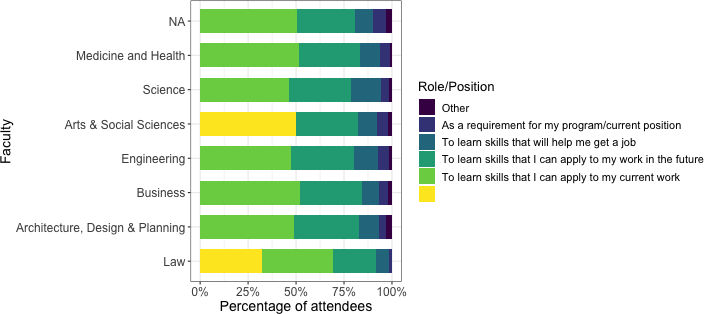 NA
Medicine and Health
Science
Arts & Social Sciences
Engineering
Business
Architecture, Design & Planning
Law
Faculty
0%
25%
50%
75%
100%
Percentage of attendees
Role/Position
Other
As a requirement for my program/current position
To learn skills that will help me get a job
To learn skills that I can apply to my work in the future
To learn skills that I can apply to my current work